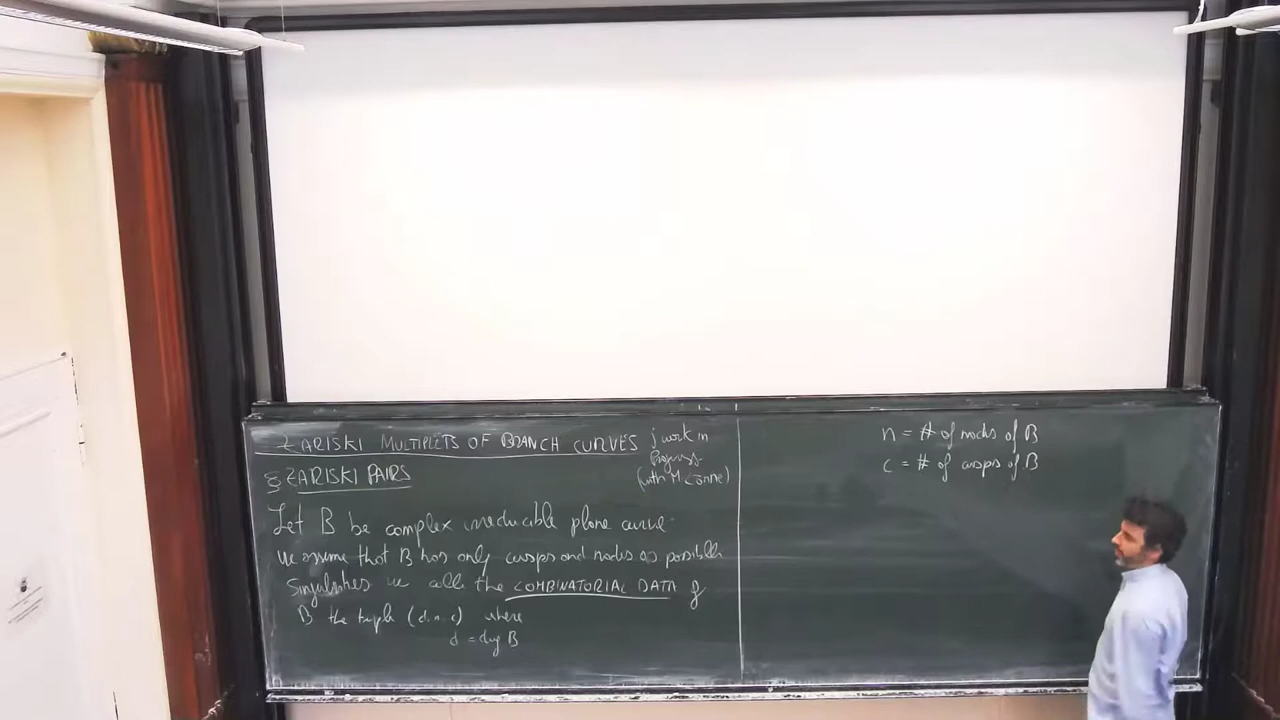 ZARISKI MULTIPLETS OF BRANCH CURVES
j work in
Progress
(with M. Lönne)
§ ZARISKI PAIRS
Let B be complex irreducible plane curve.
we assume that B has only cusps and nodes as possible
singularities we call the COMBINATORIAL DATA of
B the triple (d.n.c) where
d = deg B
n = # of nodes of B
c = # of cusps of B